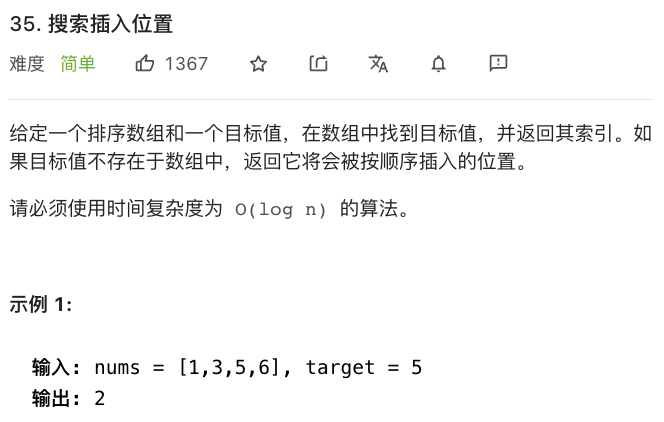 35. 搜索插入位置
难度 简单 1367
给定一个排序数组和一个目标值，在数组中找到目标值，并返回其索引。如
果目标值不存在于数组中，返回它将会被按顺序插入的位置。
请必须使用时间复杂度为 O(log n) 的算法。
示例 1:
输入: nums = [1,3,5,6], target = 5
输出: 2